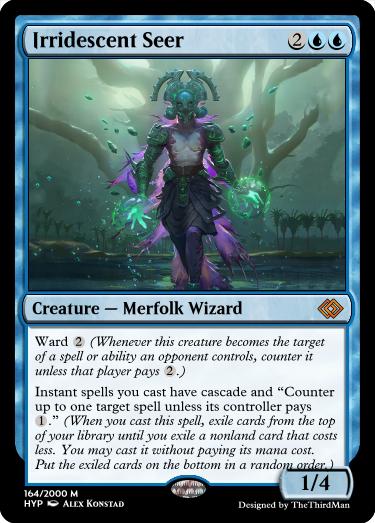 Irridescent Seer 2
Creature — Merfolk Wizard
Ward 2 (Whenever this creature becomes the target
of a spell or ability an opponent controls, counter it
unless that player pays 2.)
Instant spells you cast have cascade and “Counter
up to one target spell unless its controller pays
1.” (When you cast this spell, exile cards from the top
of your library until you exile a nonland card that costs
less. You may cast it without paying its mana cost.
Put the exiled cards on the bottom in a random order.)
1/4
164/2000 M
HYP Alex Konstad
Designed by TheThirdMan